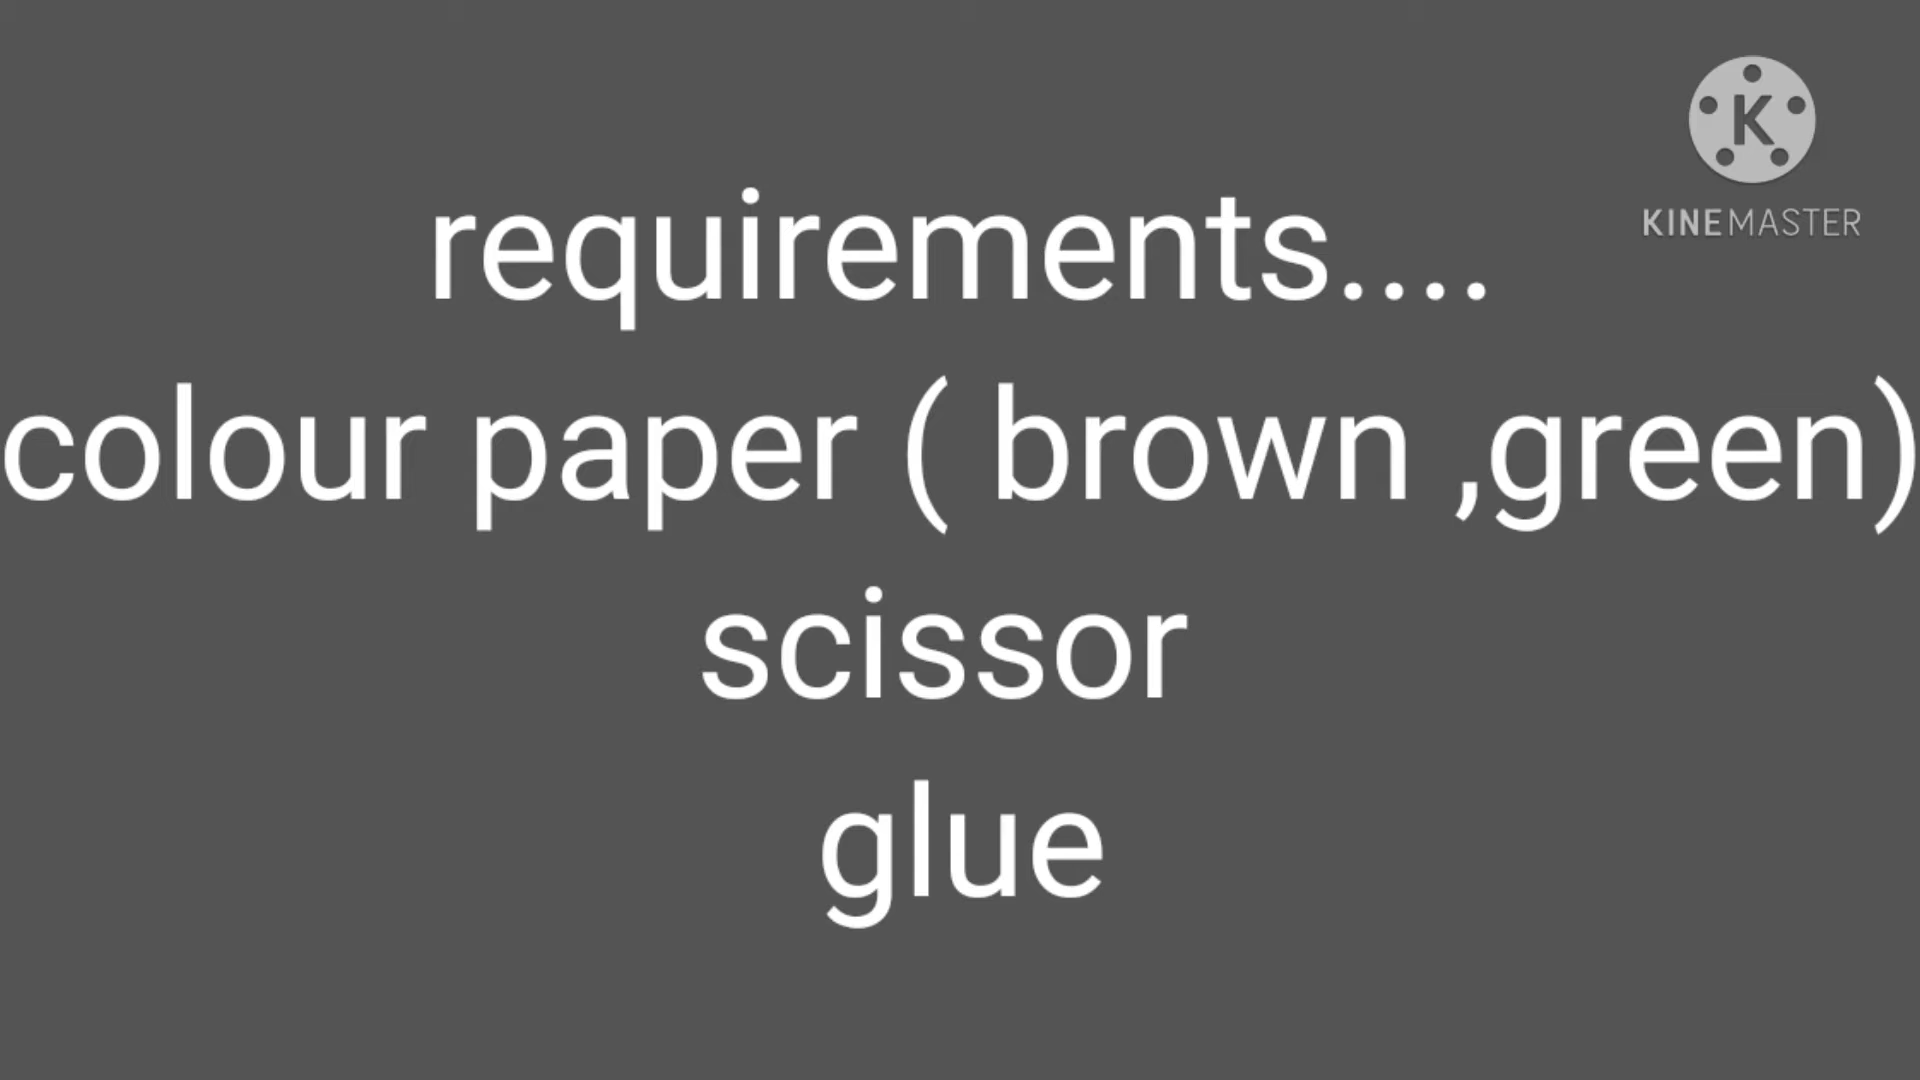 K
KINEMASTER
requirements....
colour paper ( brown ,green)
scissor
glue